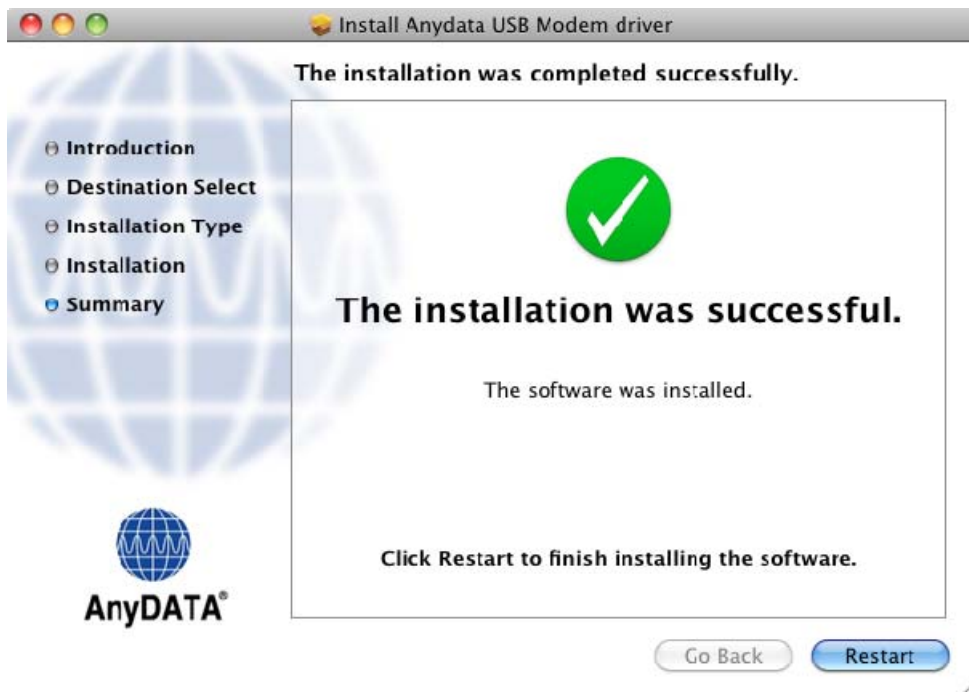 Install Anydata USB Modem driver
The installation was completed successfully.
Introduction
Destination Select
Installation Type
Installation
Summary
The installation was successful.
The software was installed.
Click Restart to finish installing the software.
AnyDATA®
Go Back
Restart